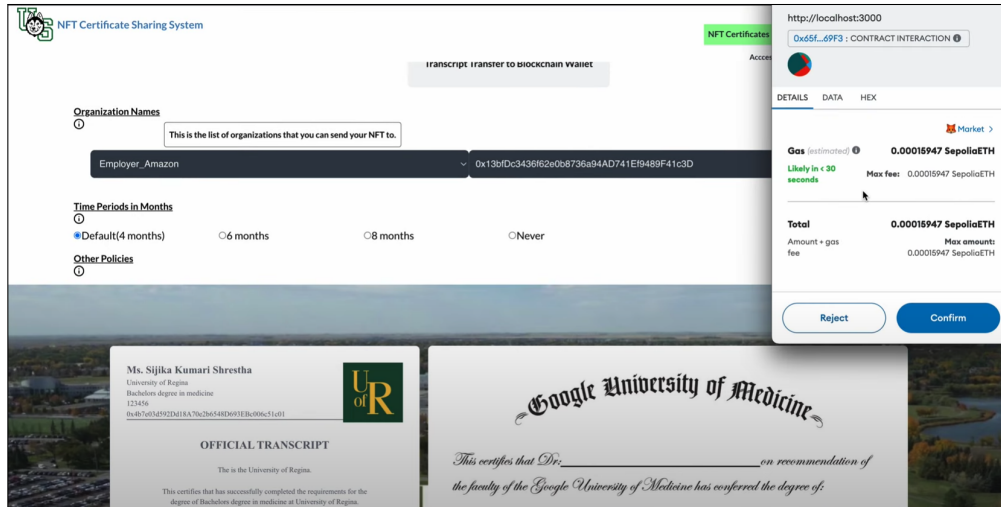 UAS
NFT Certificate Sharing System
NFT Certificates
Transcript Transfer to Blockchain Wallet
Organization Names
This is the list of organizations that you can send your NFT to.
Employer_Amazon
0x13bfDc3436f62e0b8736a94AD741Ef9489F41c3D
Time Periods in Months
Default(4 months)
6 months
8 months
Never
Other Policies
http://localhost:3000
0x65f...69F3 : CONTRACT INTERACTION
DETAILS DATA HEX
Market >
Gas (estimated) 0.00015947 SepoliaETH
Likely in < 30 seconds
Max fee: 0.00015947 SepoliaETH
Total 0.00015947 SepoliaETH
Amount + gas fee
Max amount:
0.00015947 SepoliaETH
Reject
Confirm
Ms. Sijika Kumari Shrestha
University of Regina
Bachelors degree in medicine
123456
0x4b7e03d592Dd18A70c2b6548D693EBc006c51c01
U of R
OFFICIAL TRANSCRIPT
The is the University of Regina.
This certifies that has successfully completed the requirements for the
degree of Bachelors degree in medicine at University of Regina.
Google University of Medicine
This certifies that Dr:____ on recommendation of
the faculty of the Google University of Medicine has conferred the degree of: